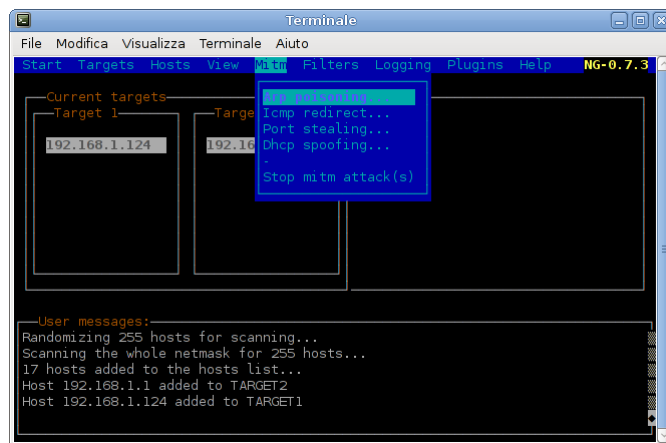 Terminale
File Modifica Visualizza Terminale Aiuto
Start Targets Hosts View Mitm Filters Logging Plugins Help NG-0.7.3
Current targets
Target 1 Targe
192.168.1.124 192.16
Arp poisoning...
Icmp redirect...
Port stealing...
Dhcp spoofing...
-
Stop mitm attack(s)
User messages:
Randomizing 255 hosts for scanning...
Scanning the whole netmask for 255 hosts...
17 hosts added to the hosts list...
Host 192.168.1.1 added to TARGET2
Host 192.168.1.124 added to TARGET1